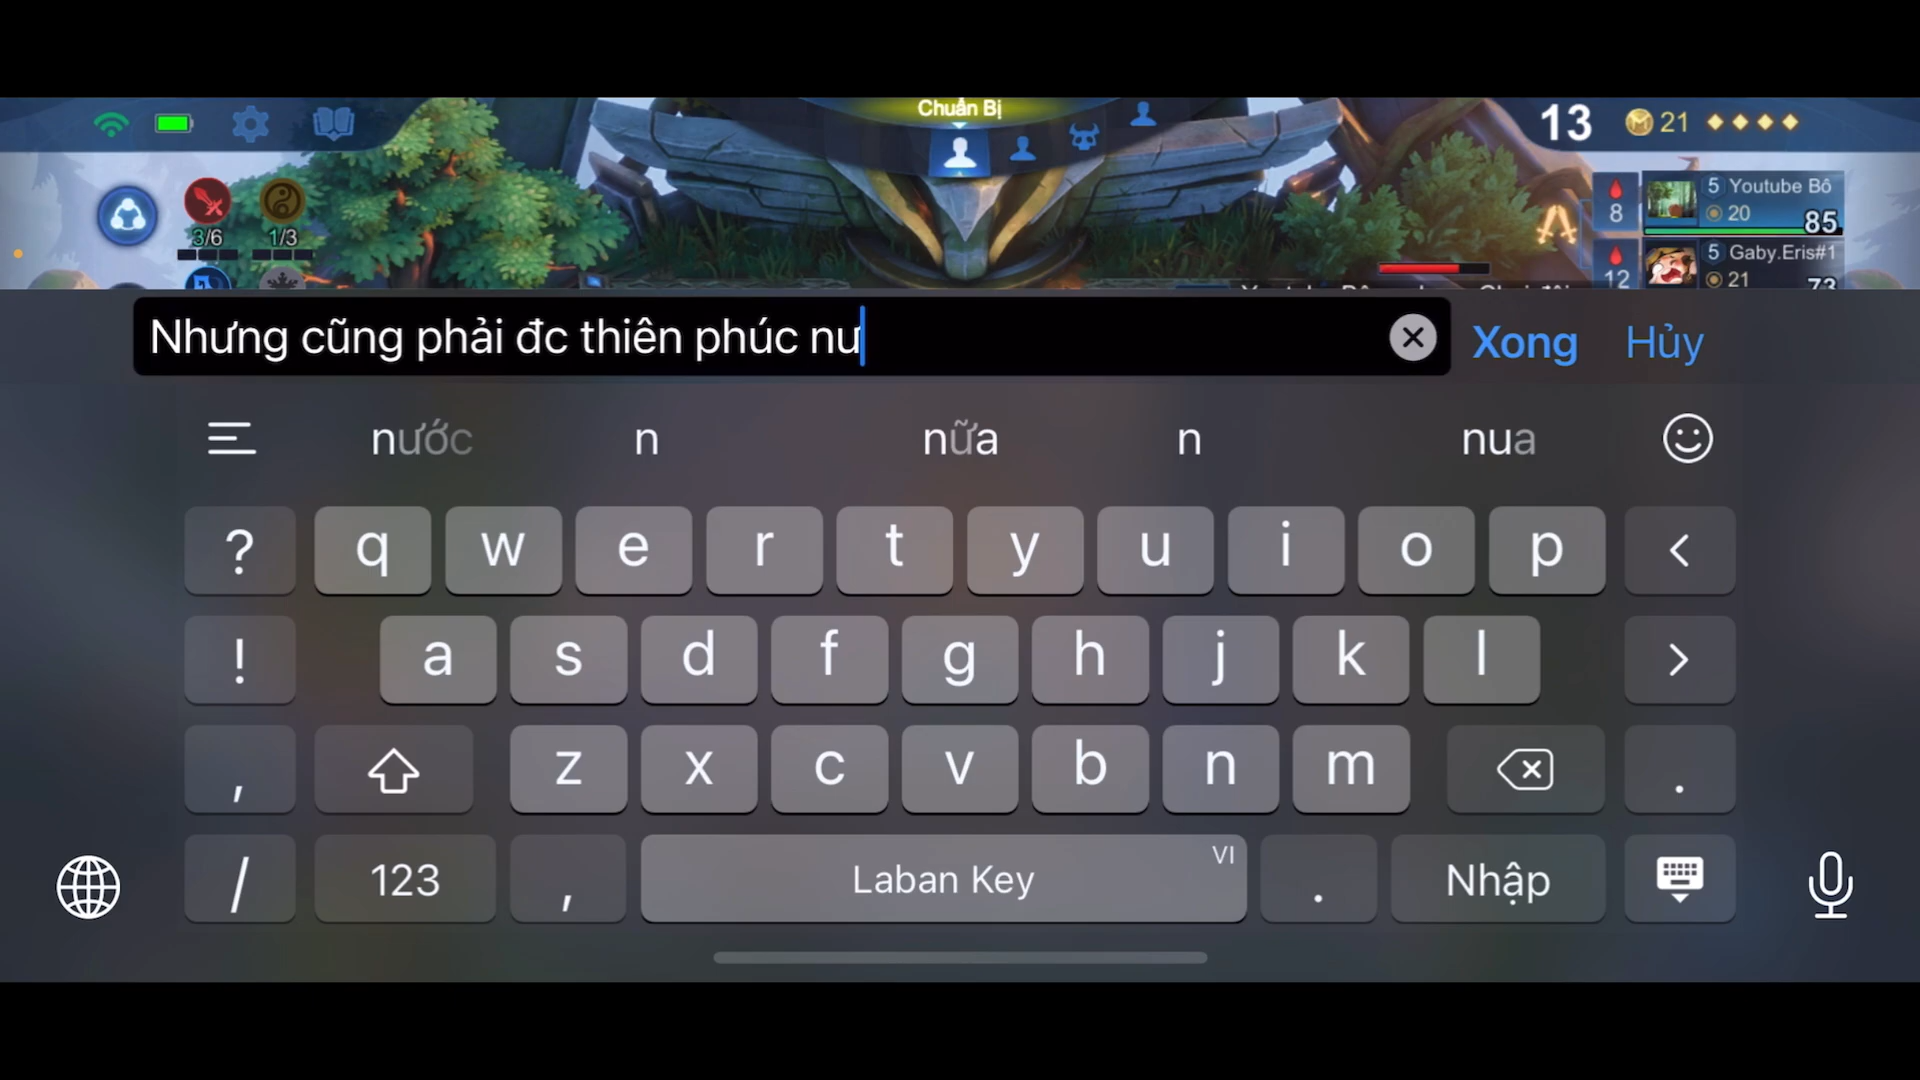 Chuẩn Bị
13 21
3/6 1/3
8 5 Youtube Bô
20 85
12 5 Gaby.Eris#1
21 73
Nhưng cũng phải đc thiên phúc nư Xong Hủy
nước n nữa n nua
? q w e r t y u i o p <
! a s d f g h j k l >
, z x c v b n m .
/ 123 , Laban Key VI . Nhập